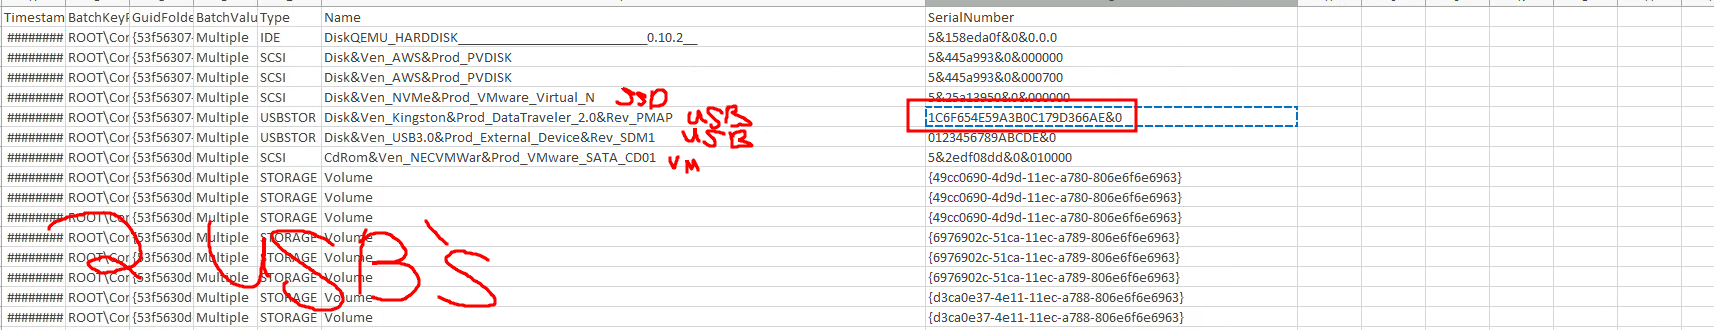 Timestam BatchKeyP GuidFolde BatchValu Type Name SerialNumber
######## ROOT\Cor {53f56307- Multiple IDE DiskQEMU_HARDDISK____________________________0.10.2__ 5&158eda0f&0&0.0.0
######## ROOT\Cor {53f56307- Multiple SCSI Disk&Ven_AWS&Prod_PVDISK 5&445a993&0&000000
######## ROOT\Cor {53f56307- Multiple SCSI Disk&Ven_AWS&Prod_PVDISK 5&445a993&0&000700
######## ROOT\Cor {53f56307- Multiple SCSI Disk&Ven_NVMe&Prod_VMware_Virtual_N SSD 5&25a13950&0&000000
######## ROOT\Cor {53f56307- Multiple USBSTOR Disk&Ven_Kingston&Prod_DataTraveler_2.0&Rev_PMAP USB 1C6F654E59A3B0C179D366AE&0
######## ROOT\Cor {53f56307- Multiple USBSTOR Disk&Ven_USB3.0&Prod_External_Device&Rev_SDM1 USB 0123456789ABCDE&0
######## ROOT\Cor {53f5630d- Multiple SCSI CdRom&Ven_NECVMWar&Prod_VMware_SATA_CD01 VM 5&2edf08dd&0&010000
######## ROOT\Cor {53f5630d- Multiple STORAGE Volume {49cc0690-4d9d-11ec-a780-806e6f6e6963}
######## ROOT\Cor {53f5630d- Multiple STORAGE Volume {49cc0690-4d9d-11ec-a780-806e6f6e6963}
######## ROOT\Cor {53f5630d- Multiple STORAGE Volume {49cc0690-4d9d-11ec-a780-806e6f6e6963}
######## ROOT\Cor {53f5630d- Multiple STORAGE Volume {6976902c-51ca-11ec-a789-806e6f6e6963}
######## ROOT\Cor {53f5630d- Multiple STORAGE Volume {6976902c-51ca-11ec-a789-806e6f6e6963}
######## ROOT\Cor {53f5630d- Multiple STORAGE Volume {6976902c-51ca-11ec-a789-806e6f6e6963}
######## ROOT\Cor {53f5630d- Multiple STORAGE Volume {d3ca0e37-4e11-11ec-a788-806e6f6e6963}
######## ROOT\Cor {53f5630d- Multiple STORAGE Volume {d3ca0e37-4e11-11ec-a788-806e6f6e6963}
2 USB's